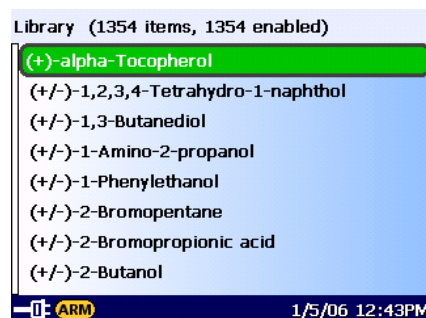 Library (1354 items, 1354 enabled)
(+)-alpha-Tocopherol
(+/-)-1,2,3,4-Tetrahydro-1-naphthol
(+/-)-1,3-Butanediol
(+/-)-1-Amino-2-propanol
(+/-)-1-Phenylethanol
(+/-)-2-Bromopentane
(+/-)-2-Bromopropionic acid
(+/-)-2-Butanol
ARM 1/5/06 12:43PM